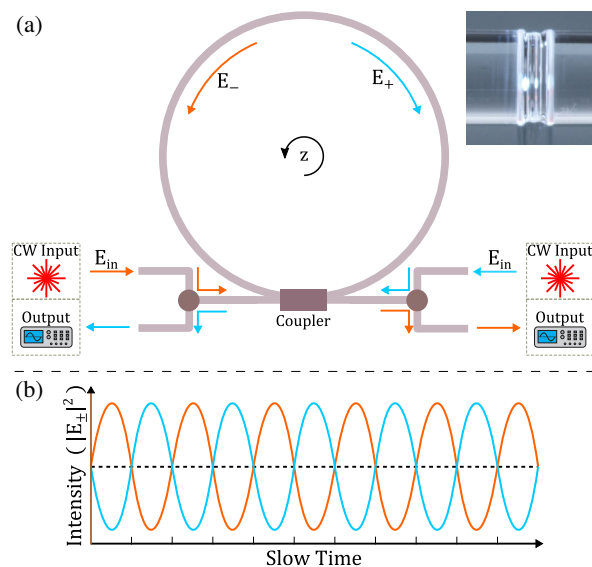 (a)
E₋
E₊
z
CW Input
E_in
E_in
CW Input
Output
Coupler
Output
(b)
Intensity ( |E±|² )
Slow Time